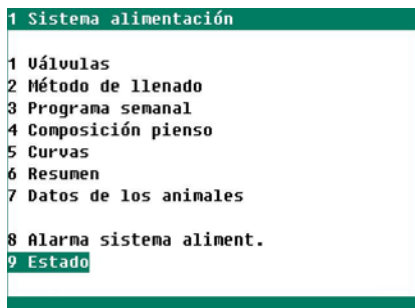 1 Sistema alimentación
1 Válvulas
2 Método de llenado
3 Programa semanal
4 Composición pienso
5 Curvas
6 Resumen
7 Datos de los animales
8 Alarma sistema aliment.
9 Estado